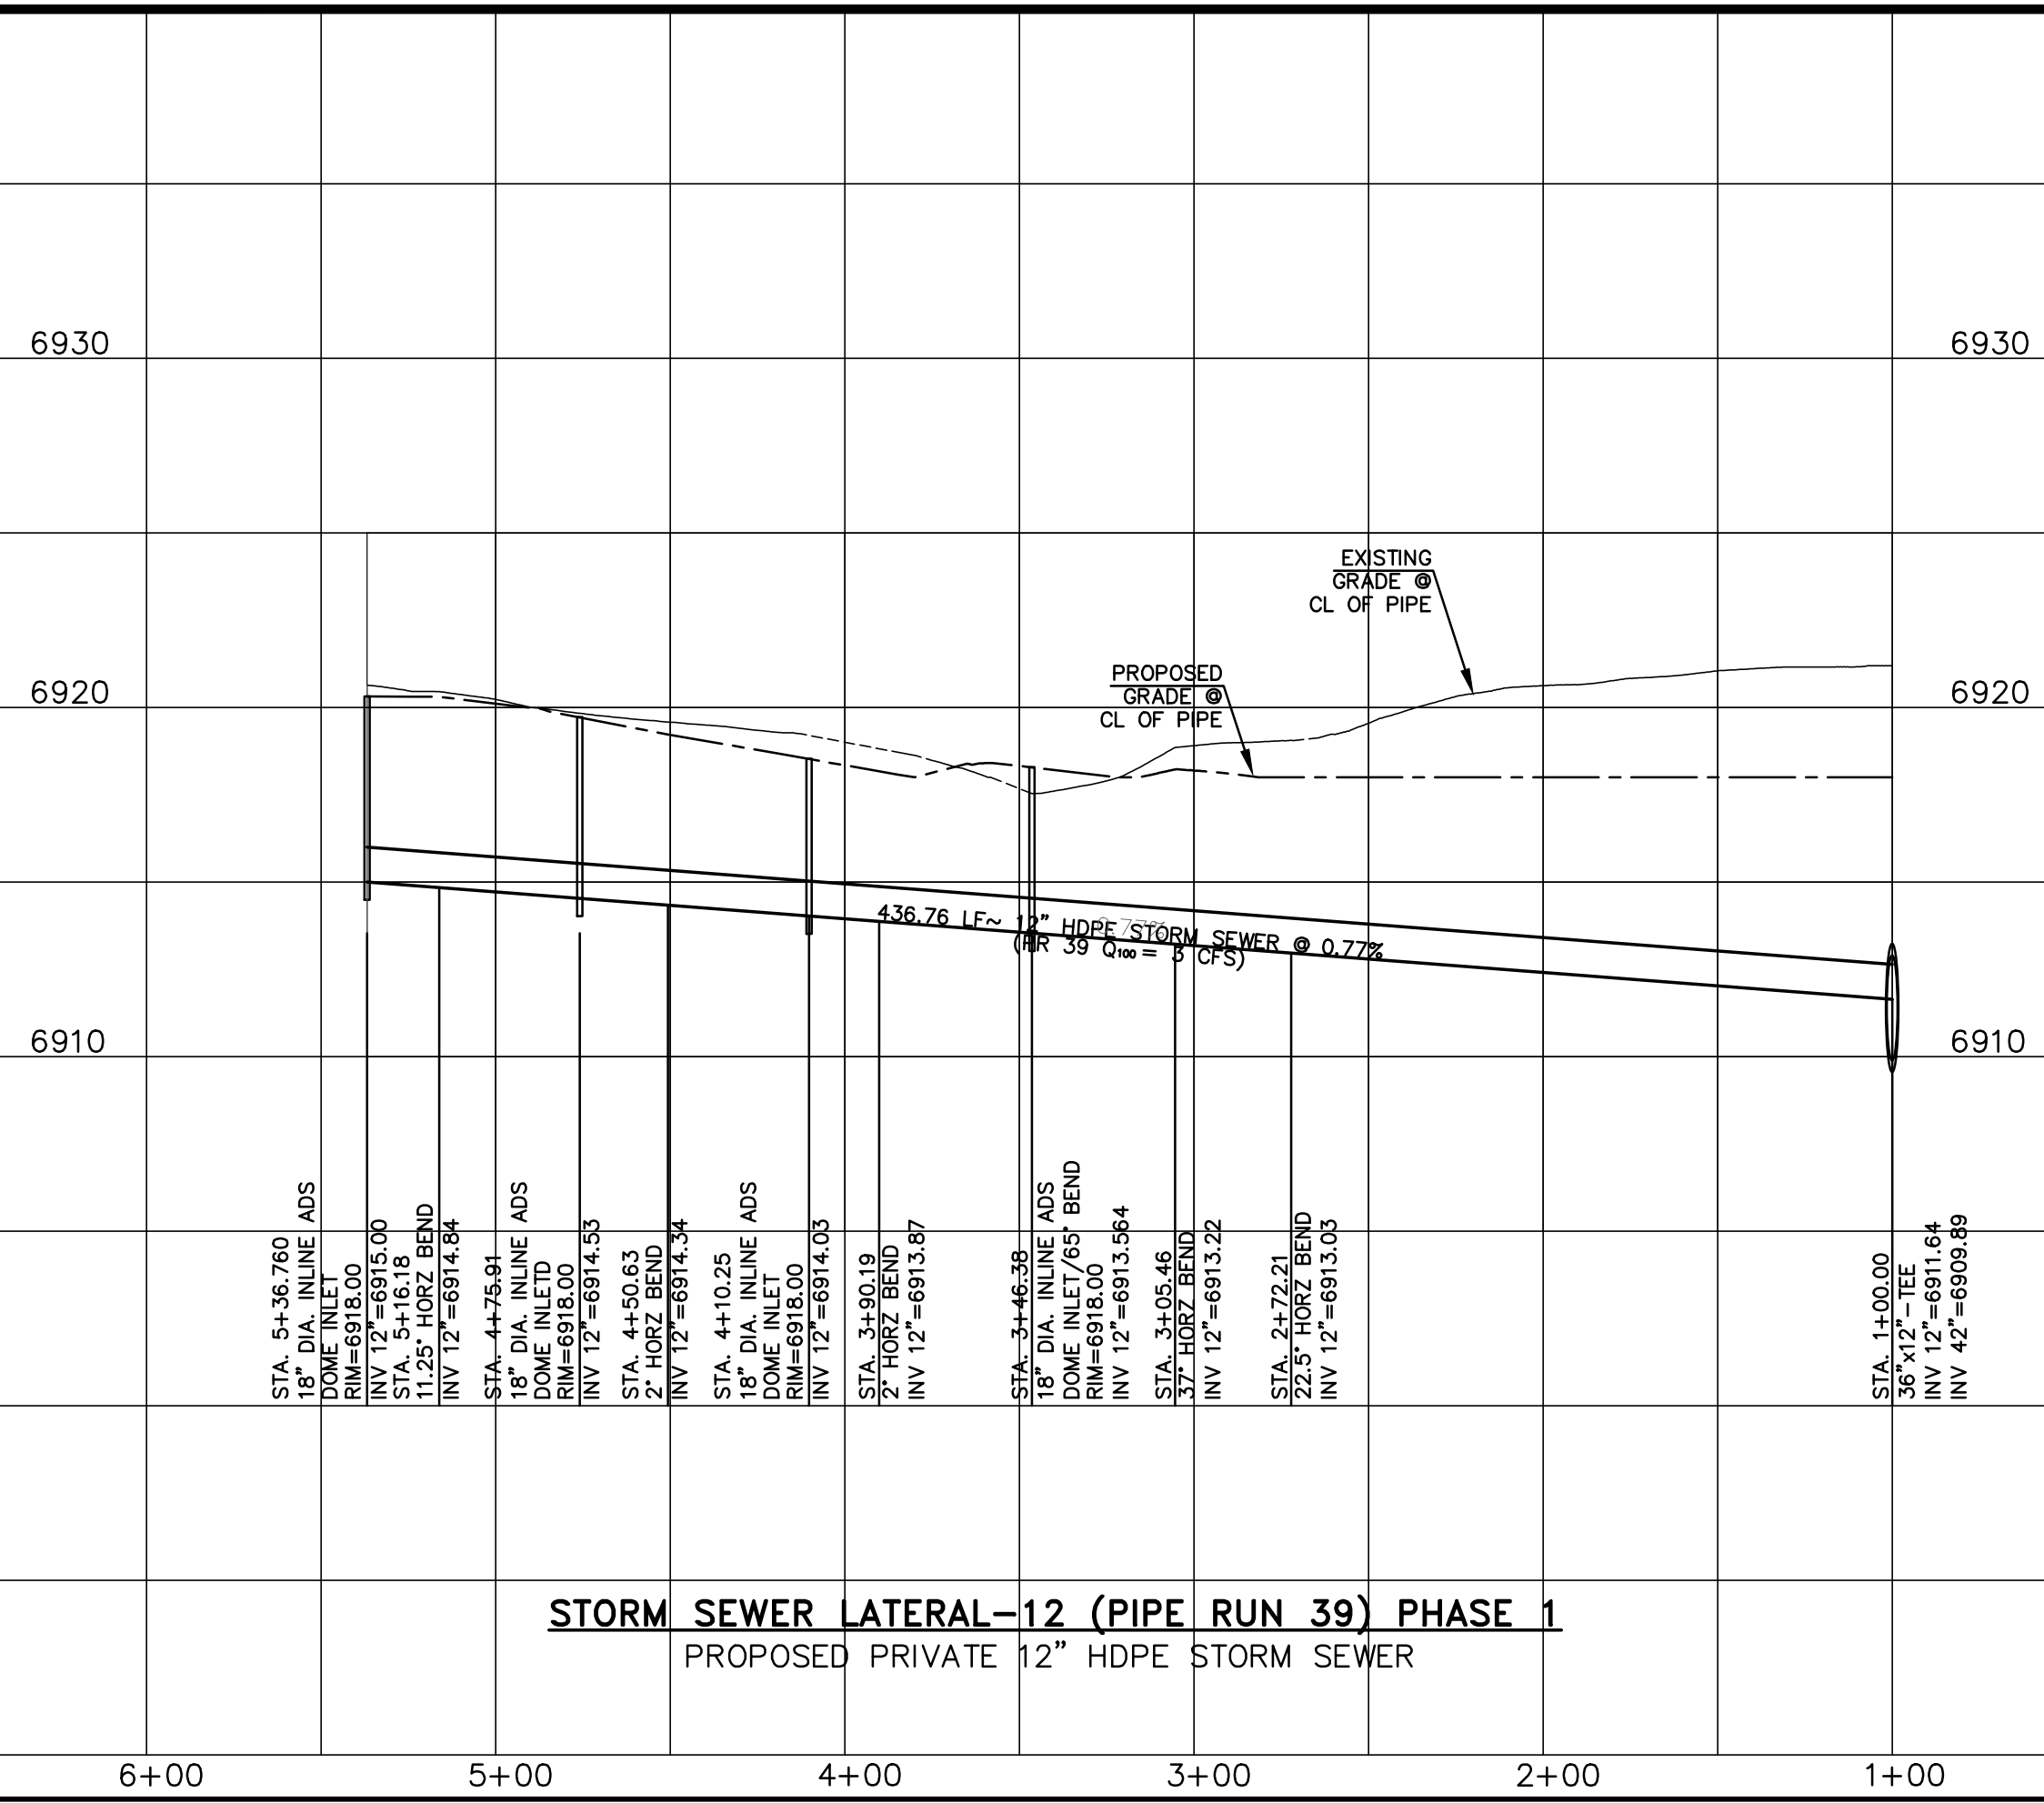 6930
6930
EXISTING
GRADE @
CL OF PIPE
PROPOSED
GRADE @
CL OF PIPE
6920
6920
436.76 LF~ 12" HDPE STORM SEWER @ 0.77%
0.77%
(PR 39 Q100 = 3 CFS)
6910
6910
STA. 5+36.760
18" DIA. INLINE ADS
DOME INLET
RIM=6918.00
INV 12"=6915.00
STA. 5+16.18
11.25° HORZ BEND
INV 12"=6914.84
STA. 4+75.91
18" DIA. INLINE ADS
DOME INLETD
RIM=6918.00
INV 12"=6914.53
STA. 4+50.63
2° HORZ BEND
INV 12"=6914.34
STA. 4+10.25
18" DIA. INLINE ADS
DOME INLET
RIM=6918.00
INV 12"=6914.03
STA. 3+90.19
2° HORZ BEND
INV 12"=6913.87
STA. 3+46.38
18" DIA. INLINE ADS
DOME INLET/65° BEND
RIM=6918.00
INV 12"=6913.564
STA. 3+05.46
37° HORZ BEND
INV 12"=6913.22
STA. 2+72.21
22.5° HORZ BEND
INV 12"=6913.03
STA. 1+00.00
36"x12"-TEE
INV 12"=6911.64
INV 42"=6909.89
STORM SEWER LATERAL-12 (PIPE RUN 39) PHASE 1
PROPOSED PRIVATE 12" HDPE STORM SEWER
6+00
5+00
4+00
3+00
2+00
1+00